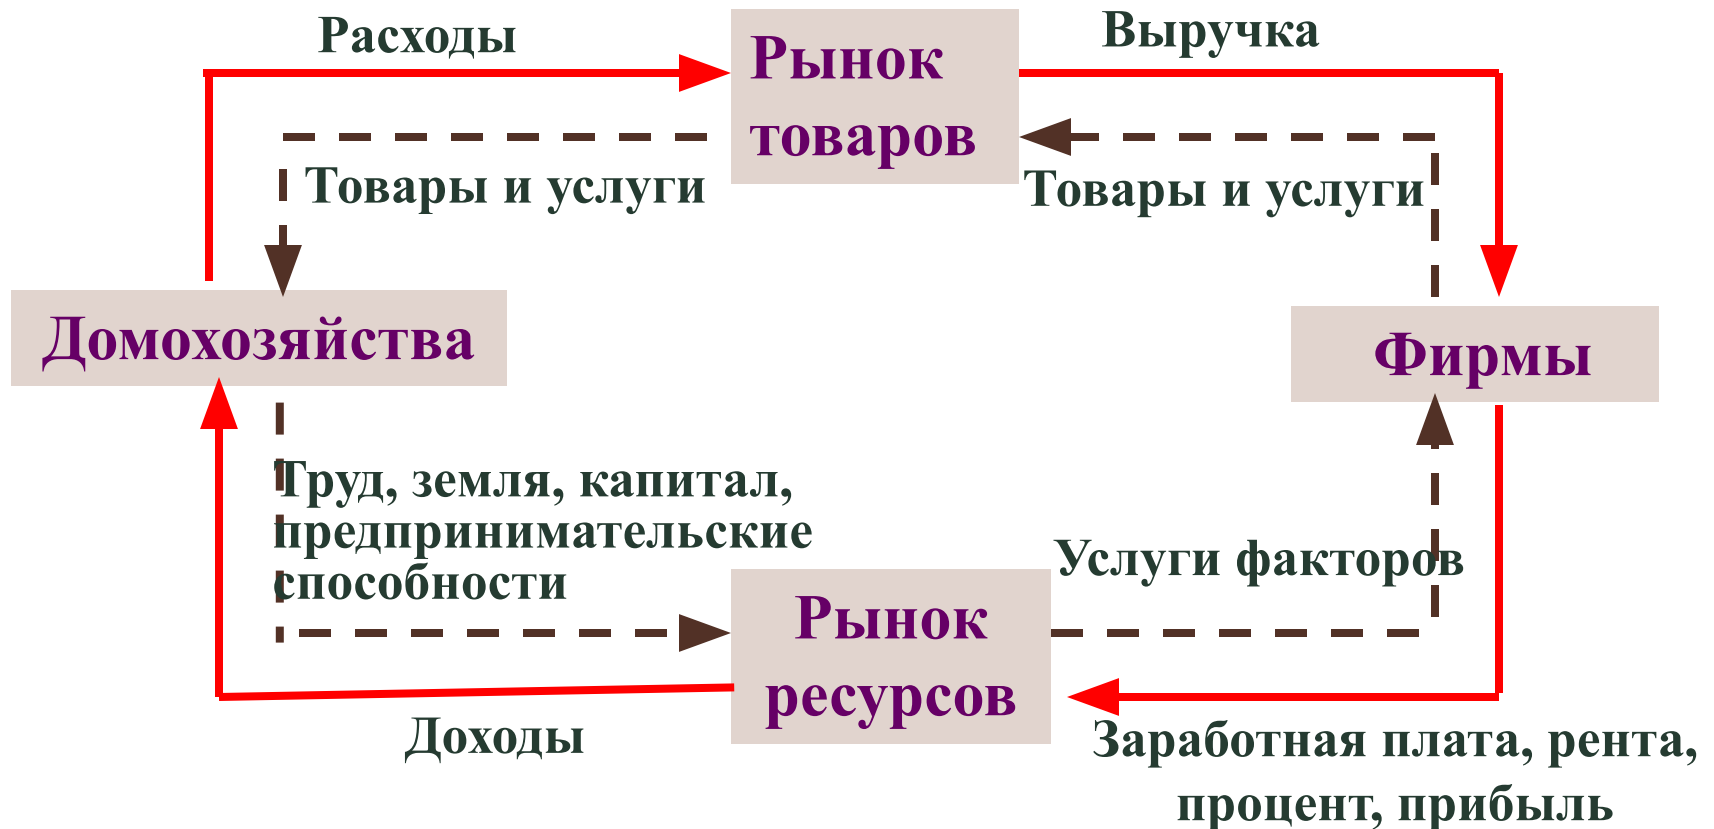 Расходы
Выручка
Рынок
товаров
Товары и услуги
Товары и услуги
Домохозяйства
Фирмы
Труд, земля, капитал,
предпринимательские
способности
Услуги факторов
Рынок
ресурсов
Доходы
Заработная плата, рента,
процент, прибыль